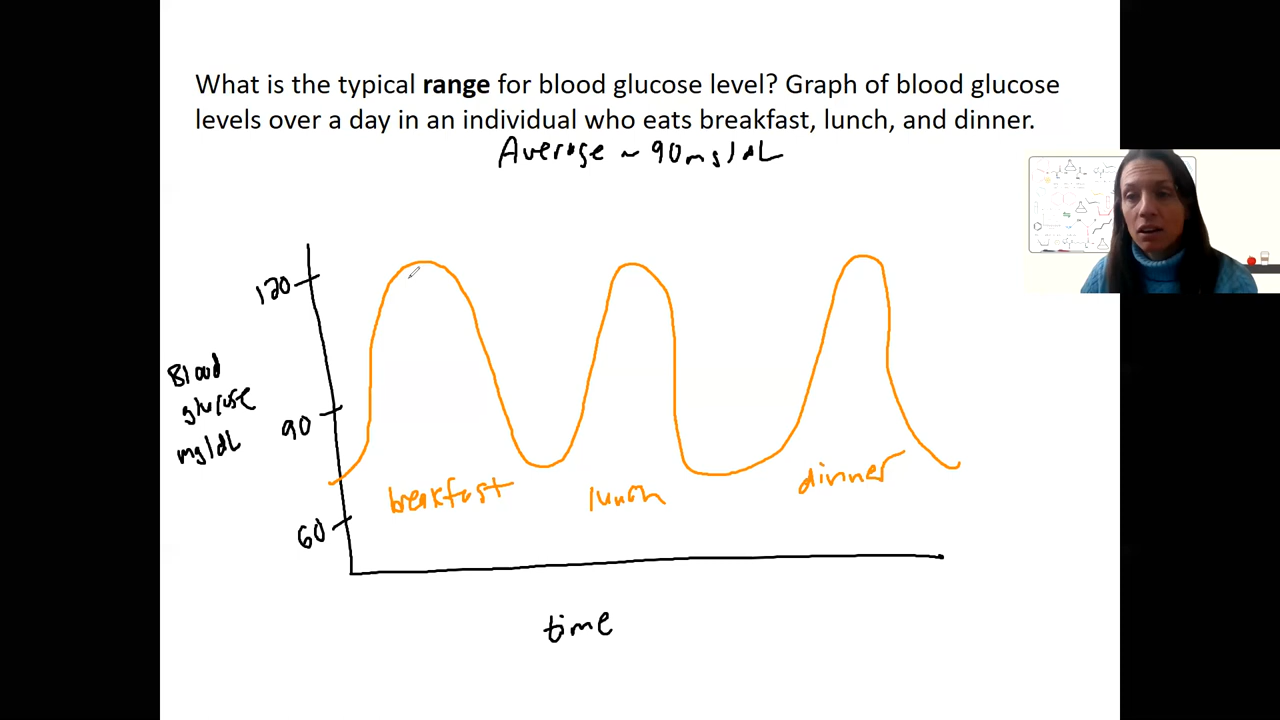 What is the typical range for blood glucose level? Graph of blood glucose
levels over a day in an individual who eats breakfast, lunch, and dinner.
Average ~ 90mg/dL
120
Blood
glucose
mg/dL
90
60
breakfast
lunch
dinner
time